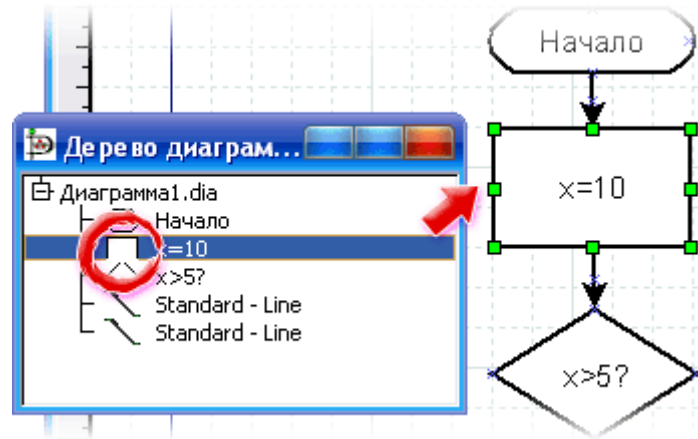 Начало
Дерево диаграм...
Диаграмма1.dia
Начало
x=10
x>5?
Standard - Line
Standard - Line
x=10
x>5?